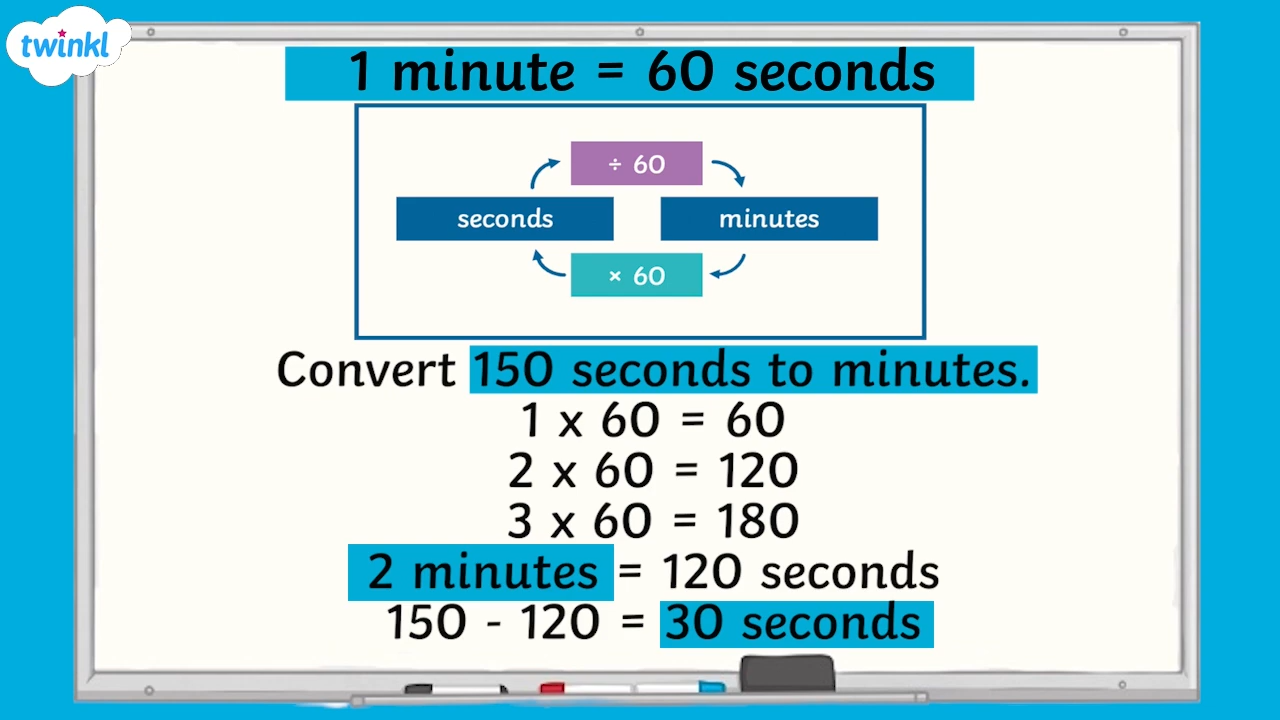 twinkl
1 minute = 60 seconds
÷ 60
seconds minutes
× 60
Convert 150 seconds to minutes.
1 x 60 = 60
2 x 60 = 120
3 x 60 = 180
2 minutes = 120 seconds
150 - 120 = 30 seconds